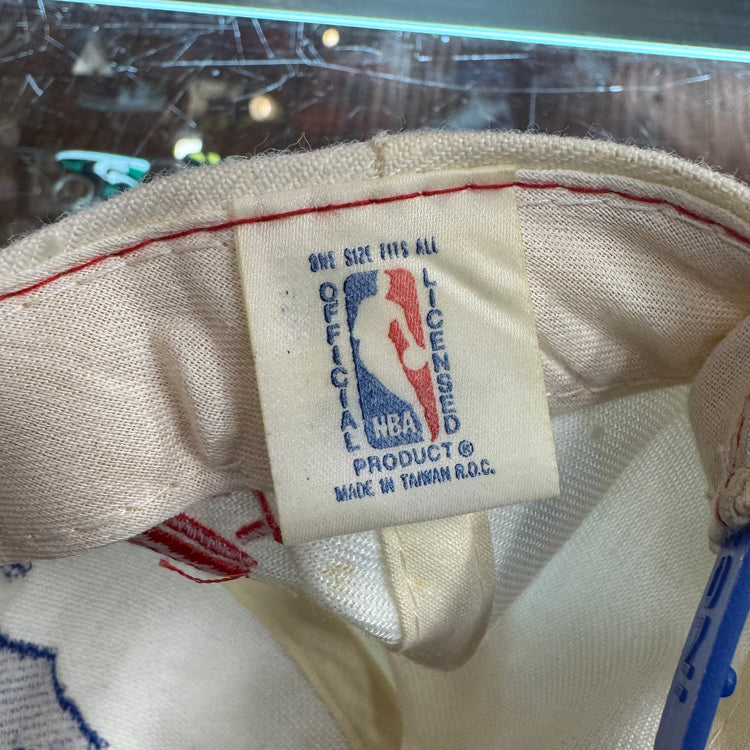 ONE SIZE FITS ALL
OFFICIAL
LICENSED
NBA
PRODUCT ®
MADE IN TAIWAN R.O.C.